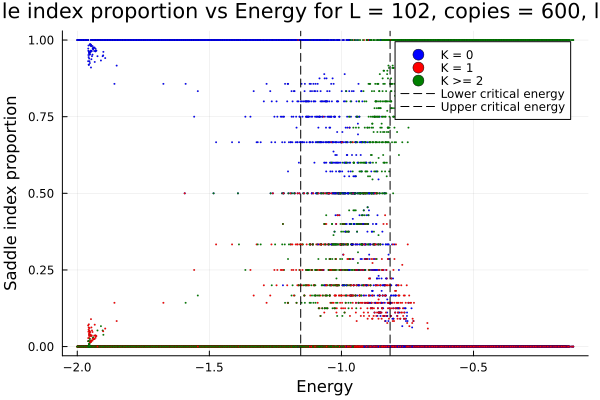 le index proportion vs Energy for L = 102, copies = 600, l
1.00
0.75
0.50
0.25
0.00
Saddle index proportion
K = 0
K = 1
K >= 2
Lower critical energy
Upper critical energy
−2.0 −1.5 −1.0 −0.5
Energy